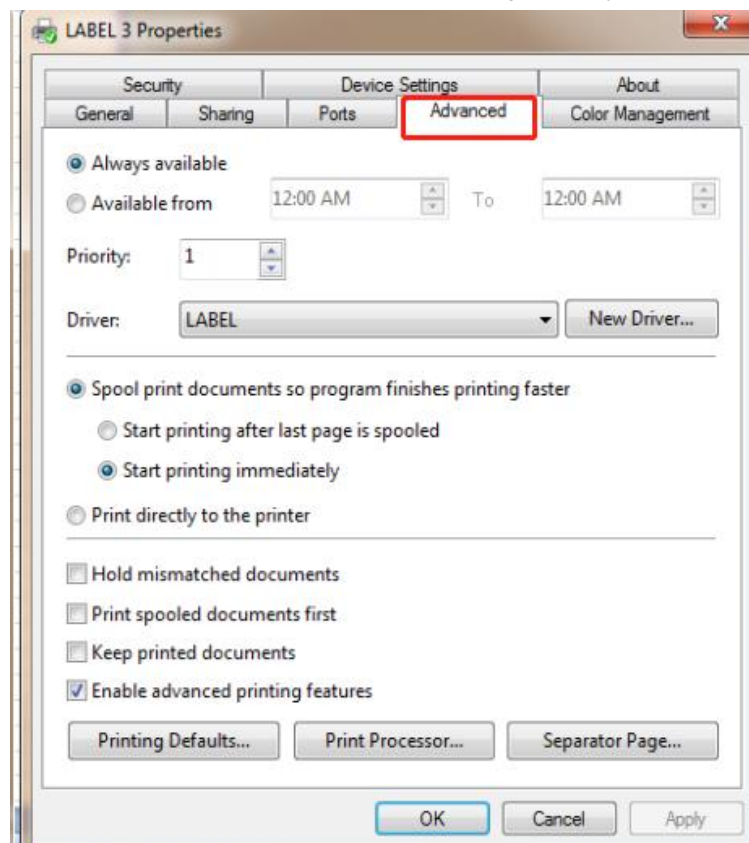 LABEL 3 Properties
Security Device Settings About
General Sharing Ports Advanced Color Management
Always available
Available from 12:00 AM To 12:00 AM
Priority: 1
Driver: LABEL New Driver...
Spool print documents so program finishes printing faster
Start printing after last page is spooled
Start printing immediately
Print directly to the printer
Hold mismatched documents
Print spooled documents first
Keep printed documents
Enable advanced printing features
Printing Defaults... Print Processor... Separator Page...
OK Cancel Apply